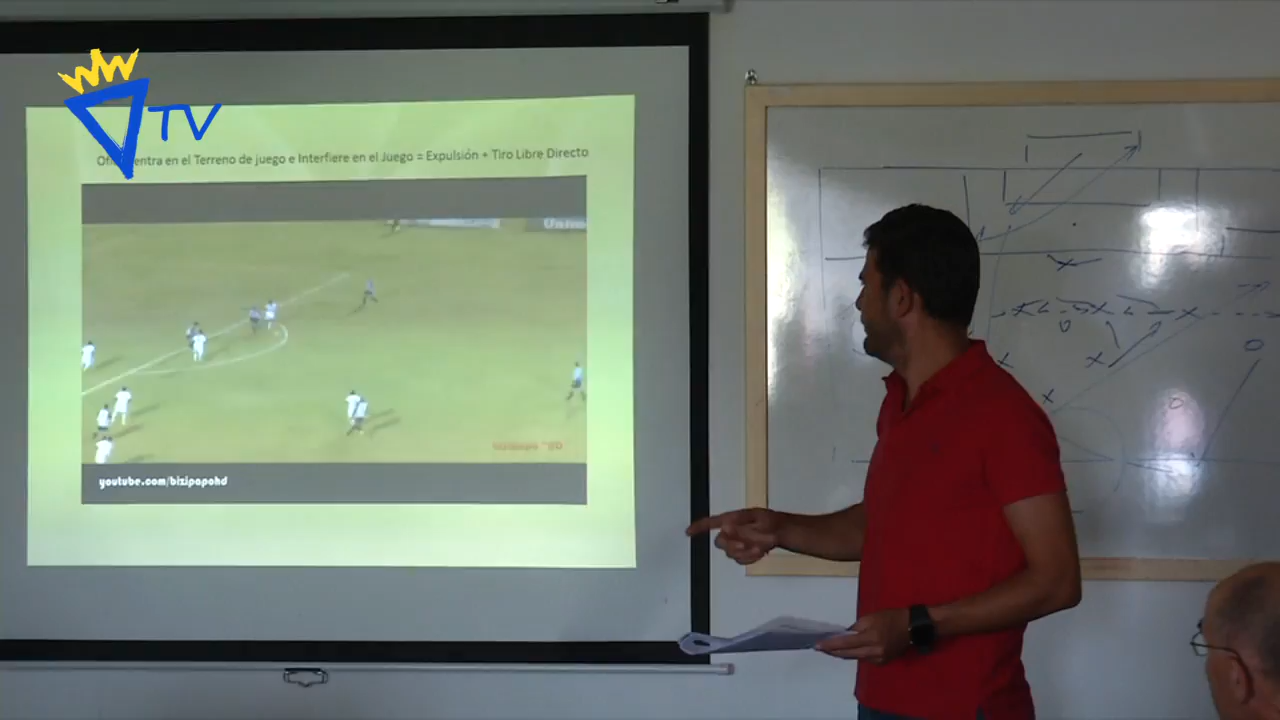 TV
entra en el Terreno de juego e Interfiere en el Juego = Expulsión + Tiro Libre Directo
youtube.com/bizipapohd